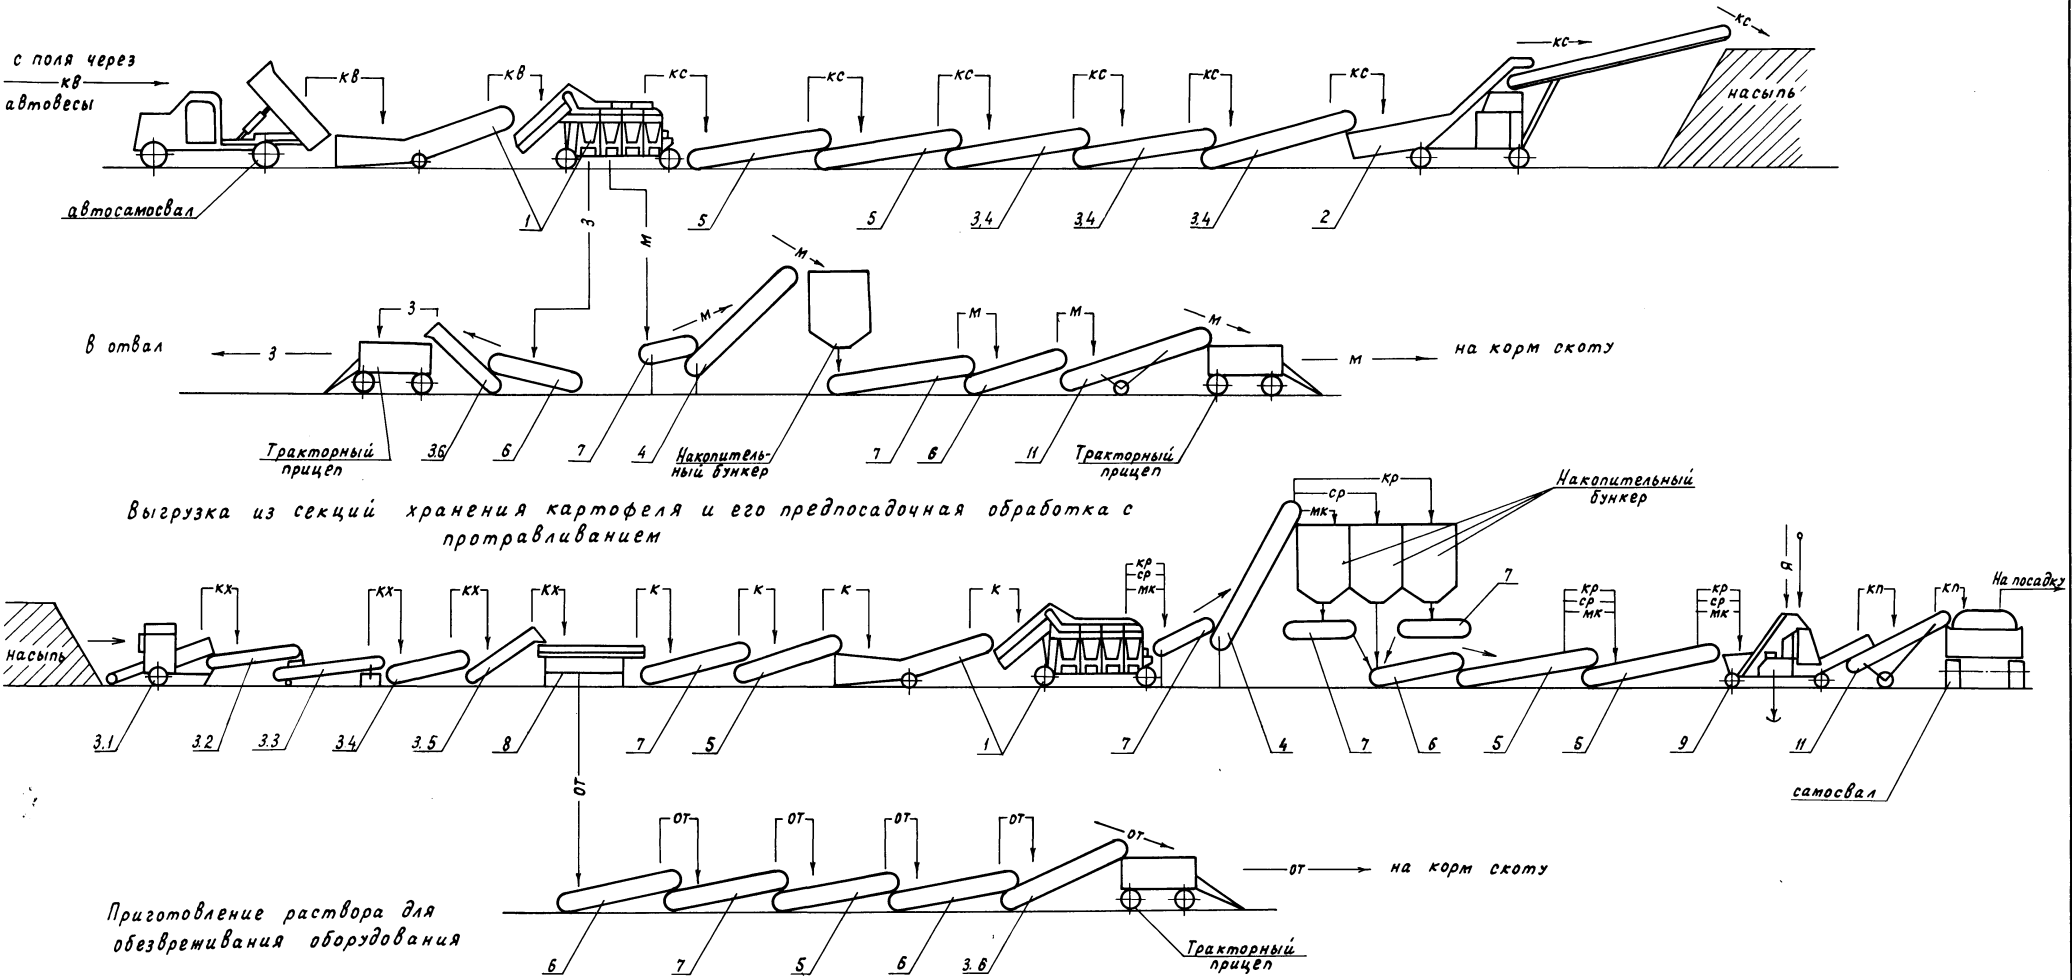 с поля через
кв
автовесы
кв
кв
кс
кс
кс
кс
кс
кс
кс
кс
насыпь
автосамосвал
1
З
М
5
5
3,4
3,4
3,4
2
в отвал
З
З
М
М
М
М
М
М
на корм скоту
Тракторный
прицеп
3.6
6
7
4
Накопитель-
ный бункер
7
6
11
Тракторный
прицеп
Выгрузка из секций хранения картофеля и его предпосадочная обработка с
протравливанием
насыпь
кх
кх
кх
кх
к
к
к
к
кр
ср
мк
мк
ср
кр
Накопительный
бункер
7
кр
ср
мк
кр
ср
мк
Я
кп
кп
На посадку
3.1
3.2
3.3
3.4
3.5
8
7
5
1
7
4
7
6
5
6
9
11
самосвал
от
от
от
от
от
от
от
на корм скоту
Приготовление раствора для
обезвреживания оборудования
6
7
5
6
3.6
Тракторный
прицеп